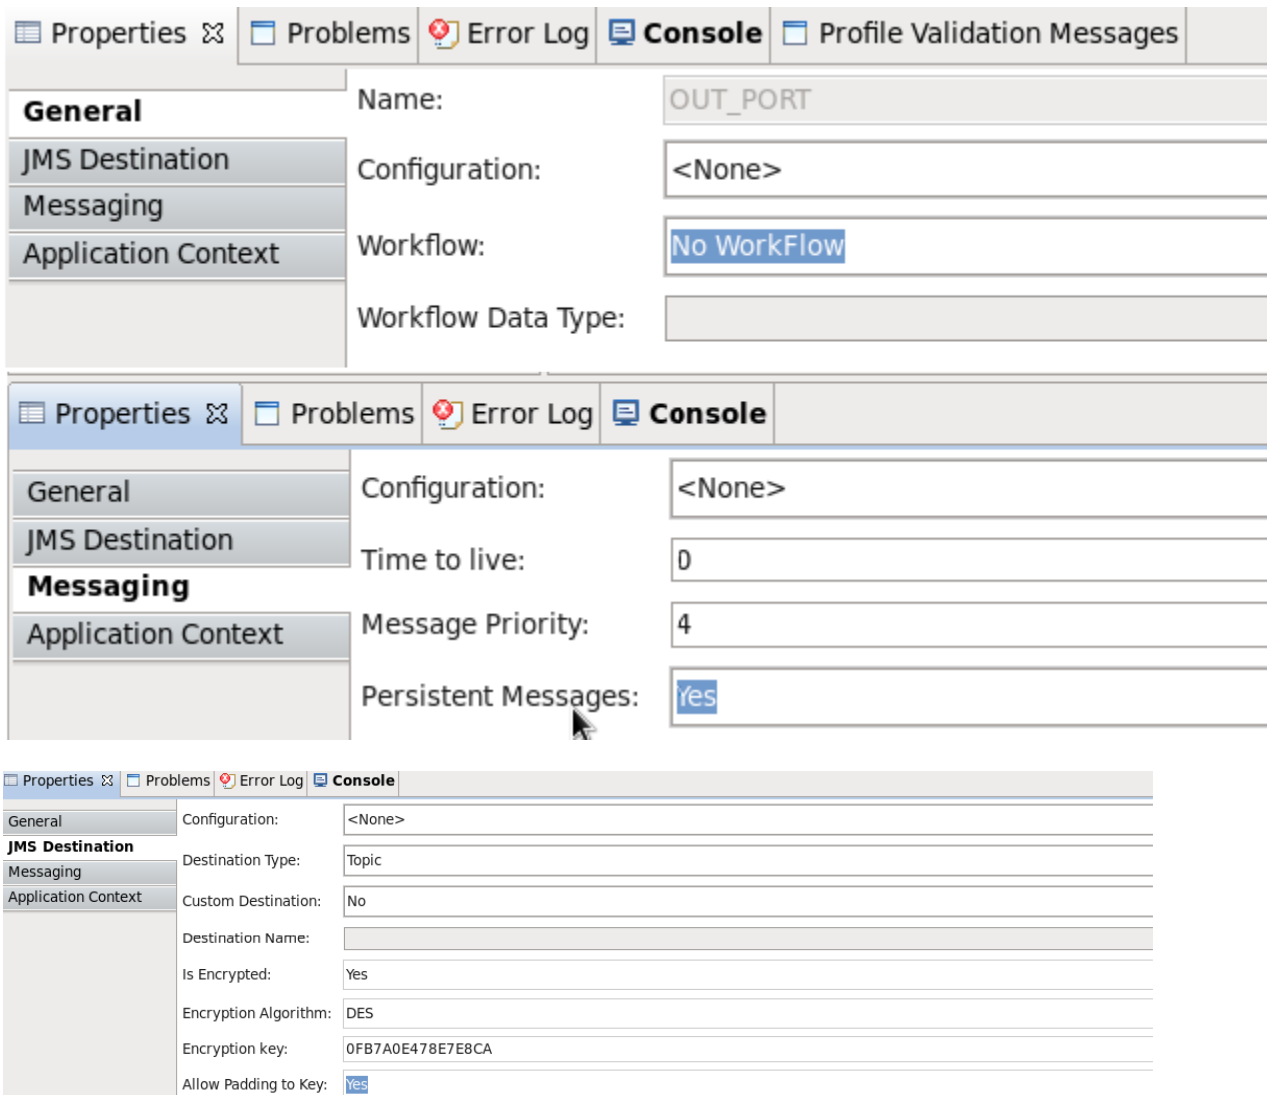 Properties Problems Error Log Console Profile Validation Messages
General
JMS Destination
Messaging
Application Context
Name: OUT_PORT
Configuration: <None>
Workflow: No WorkFlow
Workflow Data Type:
Properties Problems Error Log Console
General
JMS Destination
Messaging
Application Context
Configuration: <None>
Time to live: 0
Message Priority: 4
Persistent Messages: Yes
Properties Problems Error Log Console
General
JMS Destination
Messaging
Application Context
Configuration: <None>
Destination Type: Topic
Custom Destination: No
Destination Name:
Is Encrypted: Yes
Encryption Algorithm: DES
Encryption key: 0FB7A0E478E7E8CA
Allow Padding to Key: Yes